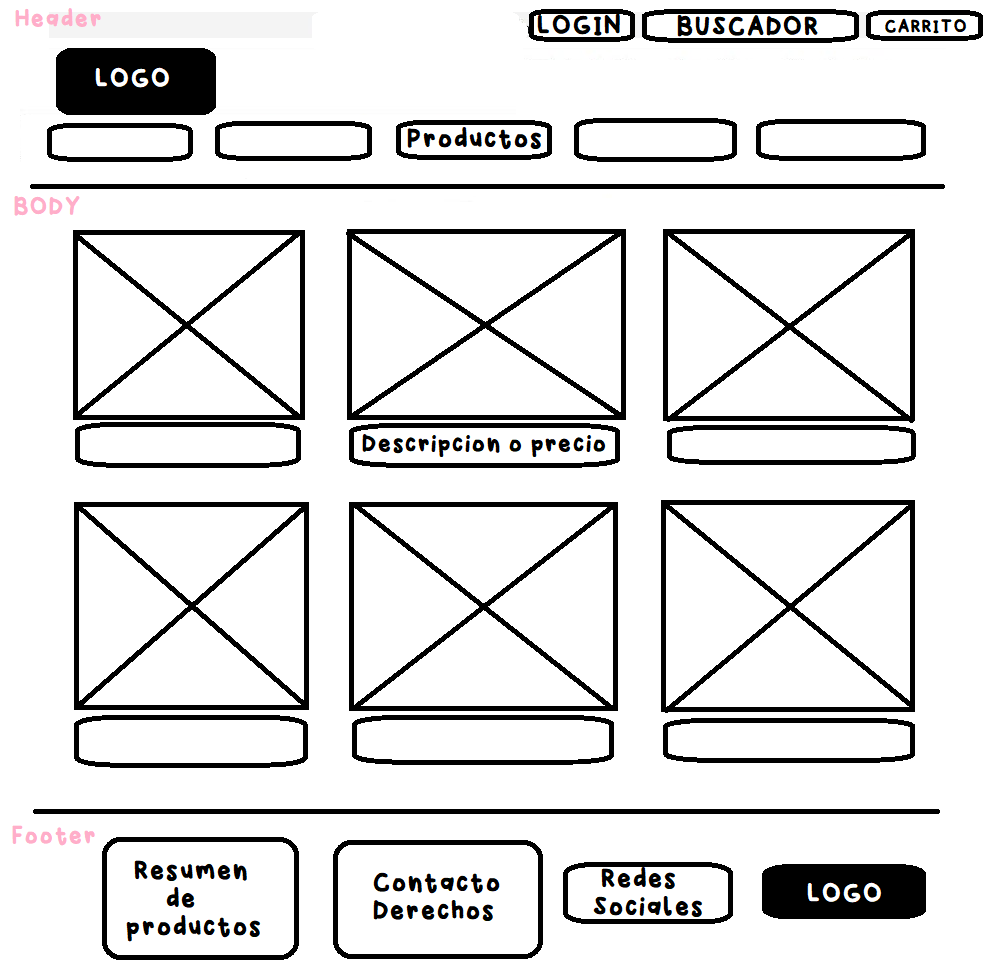 Header
LOGIN
BUSCADOR
CARRITO
LOGO
Productos
BODY
Descripcion o precio
Footer
Resumen
de
productos
Contacto
Derechos
Redes
Sociales
LOGO